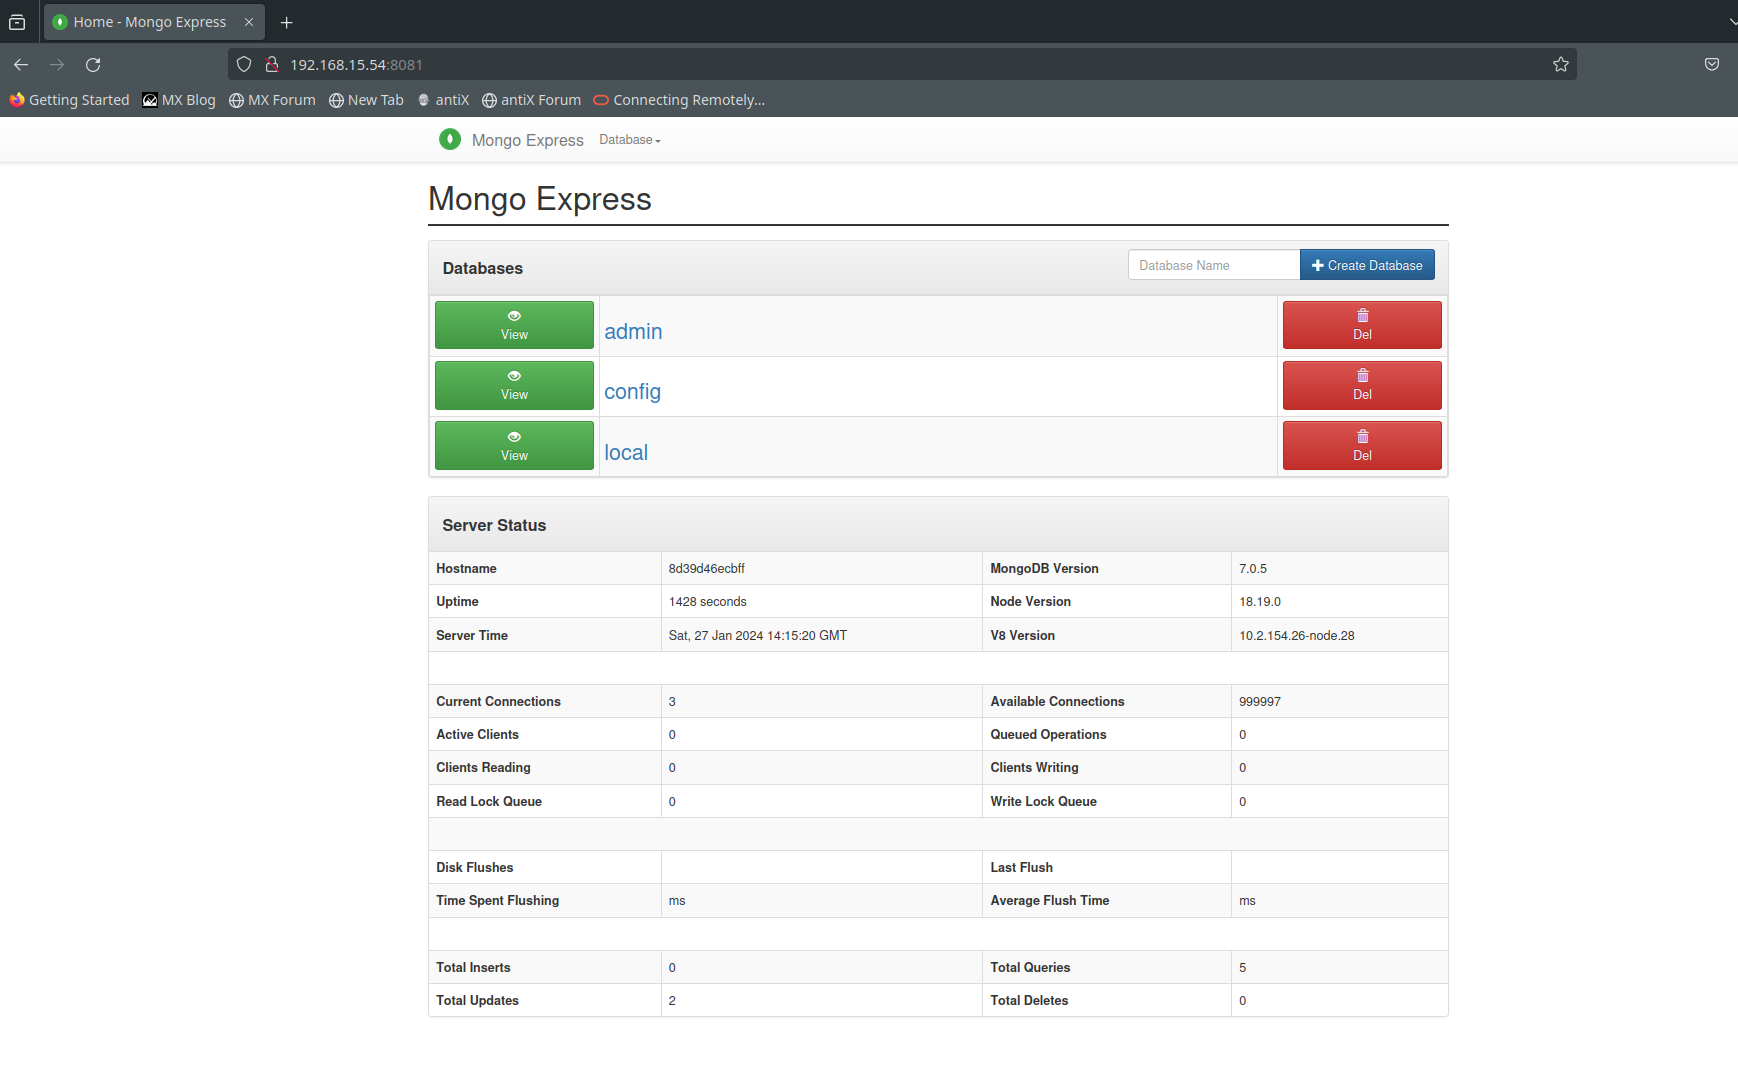 Home - Mongo Express
192.168.15.54:8081
Getting Started MX Blog MX Forum New Tab antiX antiX Forum Connecting Remotely...
Mongo Express Database
Mongo Express
Databases Database Name Create Database
View admin Del
View config Del
View local Del
Server Status
Hostname 8d39d46ecbff MongoDB Version 7.0.5
Uptime 1428 seconds Node Version 18.19.0
Server Time Sat, 27 Jan 2024 14:15:20 GMT V8 Version 10.2.154.26-node.28
Current Connections 3 Available Connections 999997
Active Clients 0 Queued Operations 0
Clients Reading 0 Clients Writing 0
Read Lock Queue 0 Write Lock Queue 0
Disk Flushes Last Flush
Time Spent Flushing ms Average Flush Time ms
Total Inserts 0 Total Queries 5
Total Updates 2 Total Deletes 0